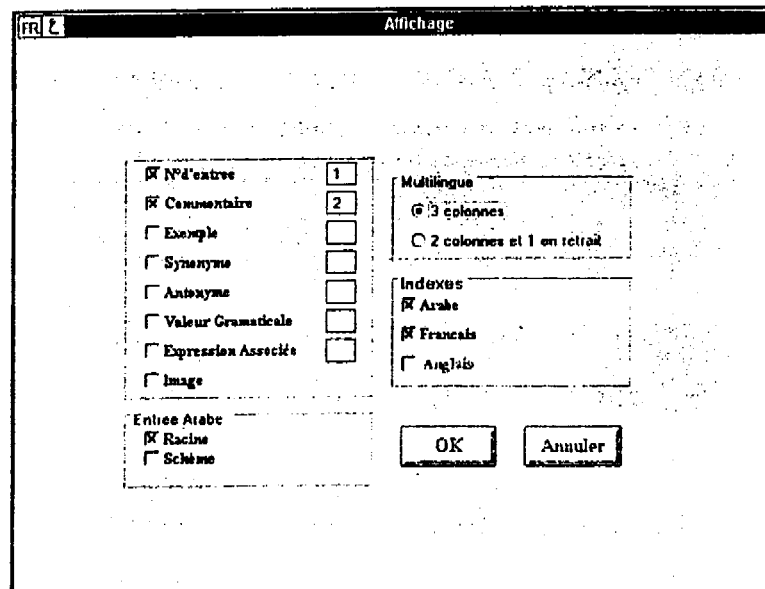 FR ع
Affichage
N°d'entree 1
Commentaire 2
Exemple
Synonyme
Antonyme
Valeur Gramaticale
Expression Associée
Image
Entree Arabe
Racine
Schème
Multilingue
3 colonnes
2 colonnes et 1 en retrait
Indexes
Arabe
Francais
Anglais
OK
Annuler